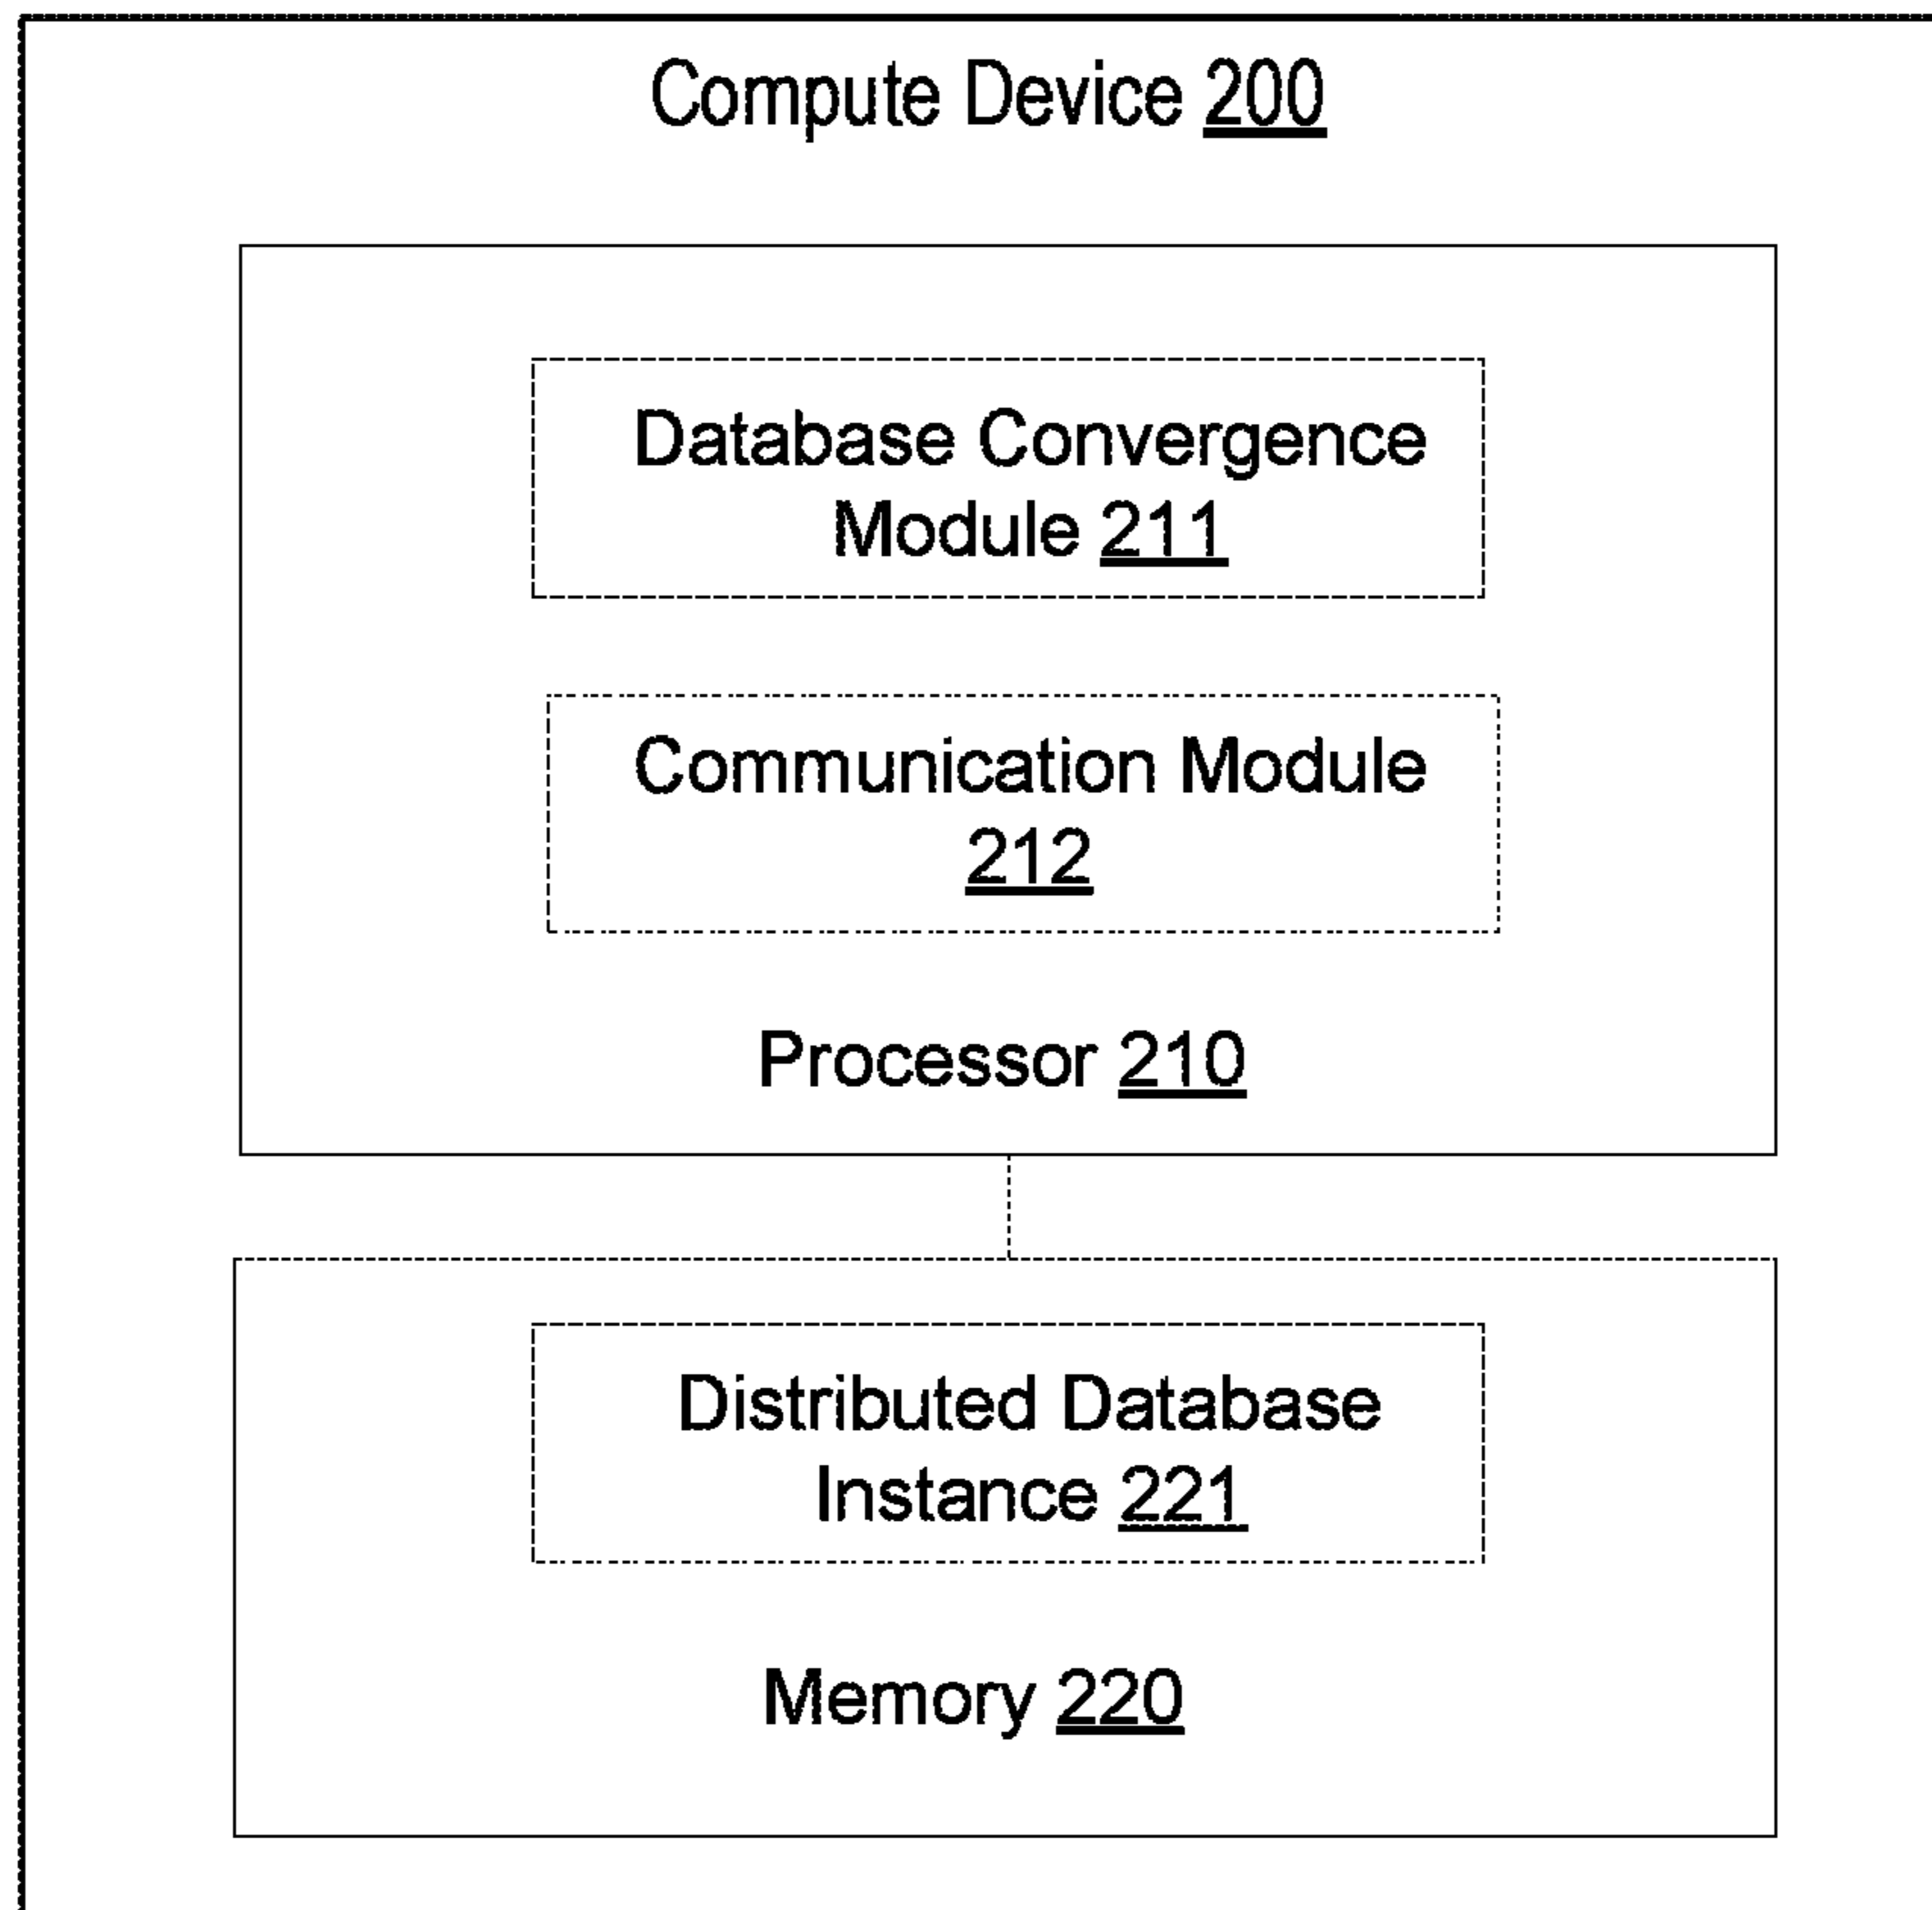 Compute Device 200
Database Convergence
Module 211
Communication Module
212
Processor 210
Distributed Database
Instance 221
Memory 220